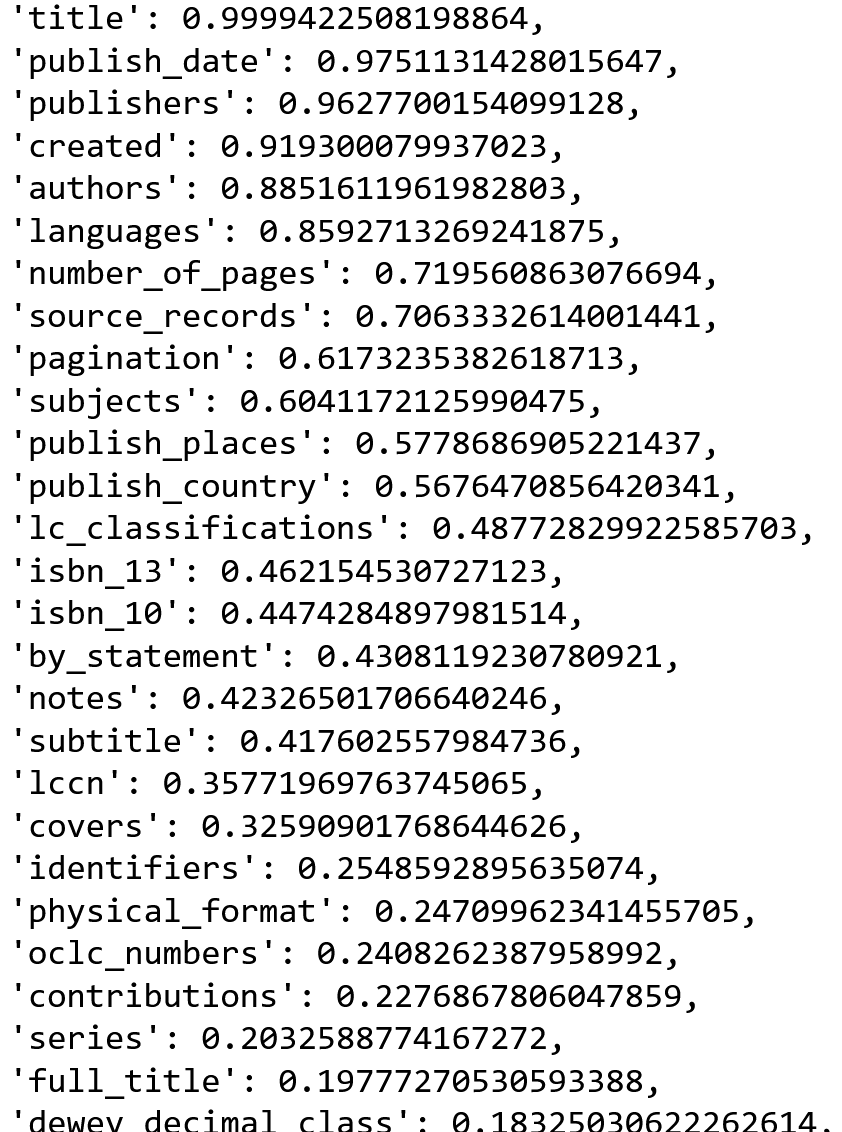 'title': 0.9999422508198864,
'publish_date': 0.9751131428015647,
'publishers': 0.9627700154099128,
'created': 0.919300079937023,
'authors': 0.8851611961982803,
'languages': 0.8592713269241875,
'number_of_pages': 0.719560863076694,
'source_records': 0.7063332614001441,
'pagination': 0.6173235382618713,
'subjects': 0.6041172125990475,
'publish_places': 0.5778686905221437,
'publish_country': 0.5676470856420341,
'lc_classifications': 0.48772829922585703,
'isbn_13': 0.462154530727123,
'isbn_10': 0.4474284897981514,
'by_statement': 0.4308119230780921,
'notes': 0.42326501706640246,
'subtitle': 0.417602557984736,
'lccn': 0.35771969763745065,
'covers': 0.32590901768644626,
'identifiers': 0.2548592895635074,
'physical_format': 0.24709962341455705,
'oclc_numbers': 0.2408262387958992,
'contributions': 0.2276867806047859,
'series': 0.2032588774167272,
'full_title': 0.19777270530593388,
'dewey_decimal_class': 0.18325030622262614,